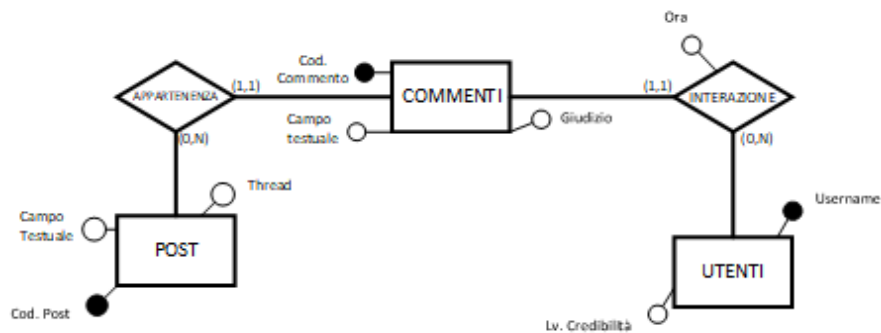 Ora
Cod.
Commento
(1,1)
(1,1)
APPARTENENZA
COMMENTI
INTERAZIONE
Campo
testuale
Giudizio
(0,N)
(0,N)
Thread
Username
Campo
Testuale
POST
UTENTI
Cod. Post
Lv. Credibilità